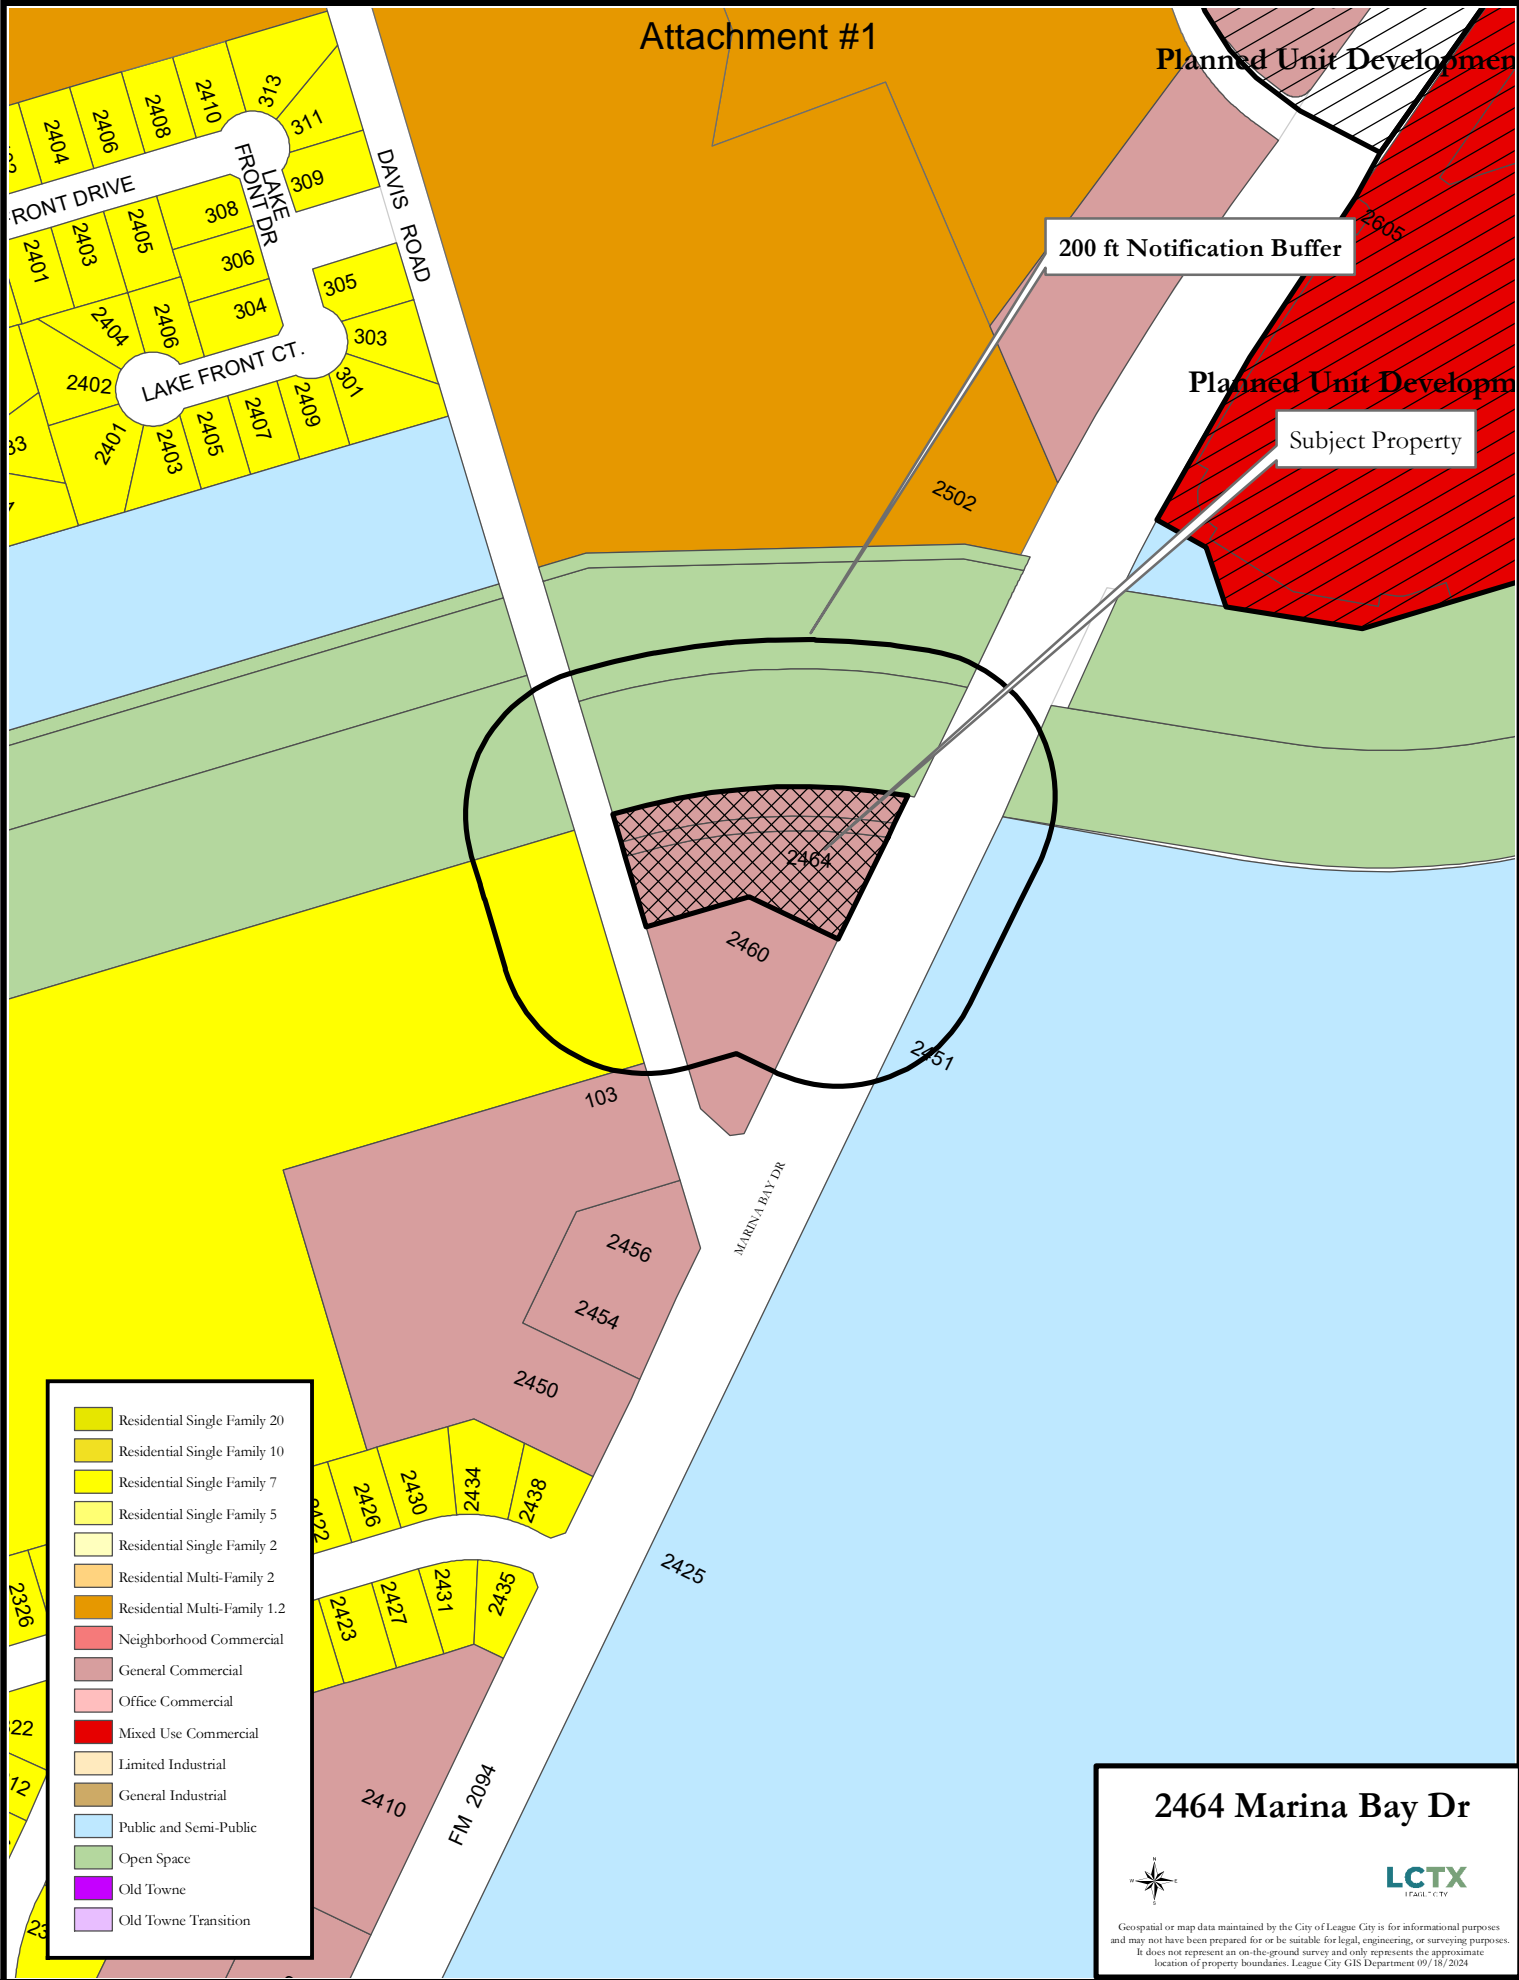 Attachment #1
Planned Unit Developmen
313
2410
2408
2406
2404
311
309
FRONT DRIVE
LAKE
FRONT DR
DAVIS ROAD
308
2405
2403
2401
306
305
304
2404
2406
303
LAKE FRONT CT.
301
2402
2409
2407
2405
2403
2401
33
2605
200 ft Notification Buffer
Planned Unit Developm
Subject Property
2502
2464
2460
2451
103
MARINA BAY DR
2456
2454
2450
2422
2426
2430
2434
2438
2425
2326
2423
2427
2431
2435
22
12
2410
FM 2094
23
Residential Single Family 20
Residential Single Family 10
Residential Single Family 7
Residential Single Family 5
Residential Single Family 2
Residential Multi-Family 2
Residential Multi-Family 1.2
Neighborhood Commercial
General Commercial
Office Commercial
Mixed Use Commercial
Limited Industrial
General Industrial
Public and Semi-Public
Open Space
Old Towne
Old Towne Transition
2464 Marina Bay Dr
N
W E
S
LCTX
LEAGUE CITY
Geospatial or map data maintained by the City of League City is for informational purposes
and may not have been prepared for or be suitable for legal, engineering, or surveying purposes.
It does not represent an on-the-ground survey and only represents the approximate
location of property boundaries. League City GIS Department 09/18/2024